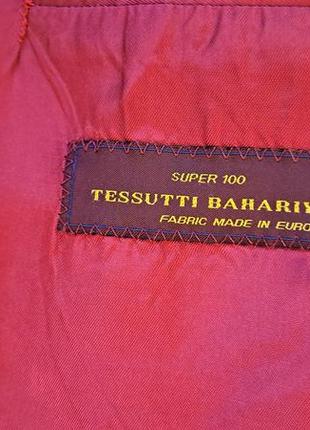 SUPER 100
TESSUTTI BAHARIY
FABRIC MADE IN EURO